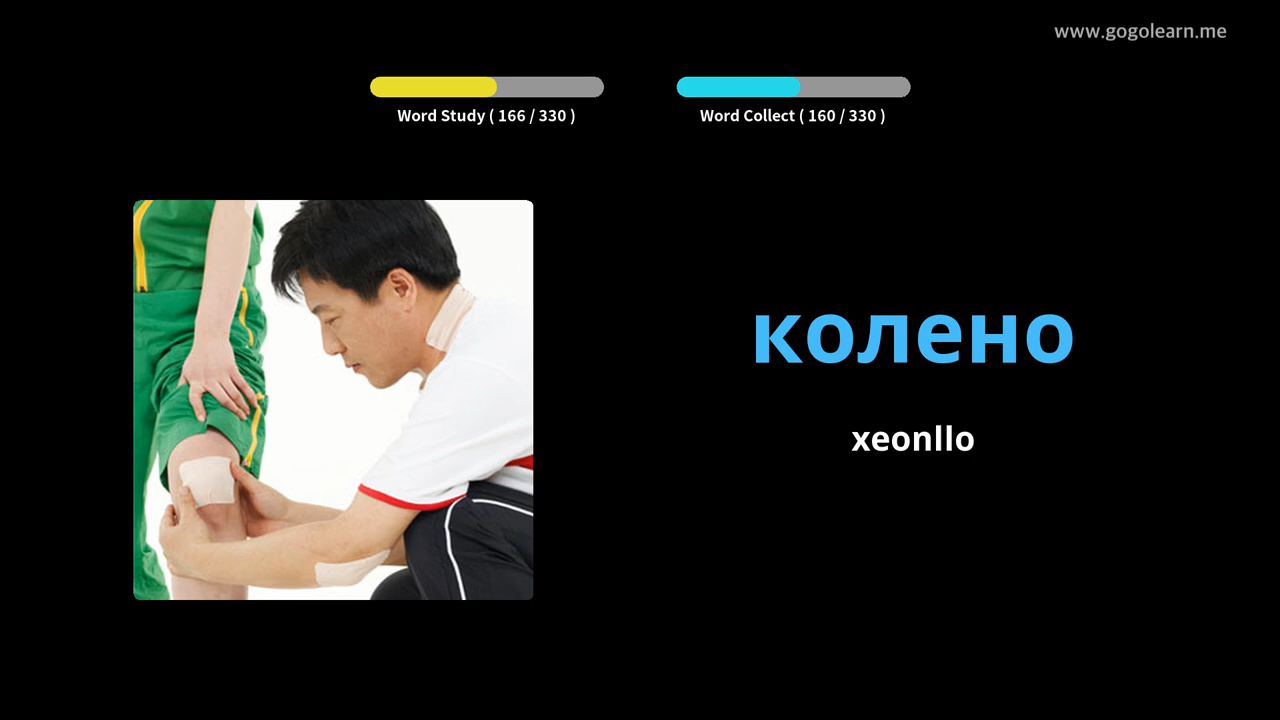 www.gogolearn.me
Word Study ( 166 / 330 )
Word Collect ( 160 / 330 )
колено
xeonllo